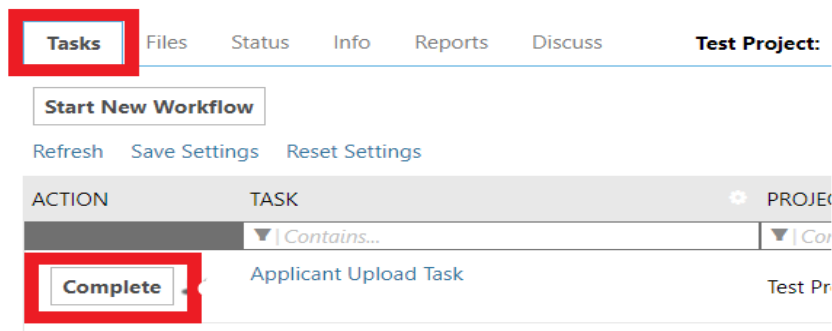 Tasks Files Status Info Reports Discuss Test Project:
Start New Workflow
Refresh Save Settings Reset Settings
ACTION TASK
Contains...
Complete Applicant Upload Task Test